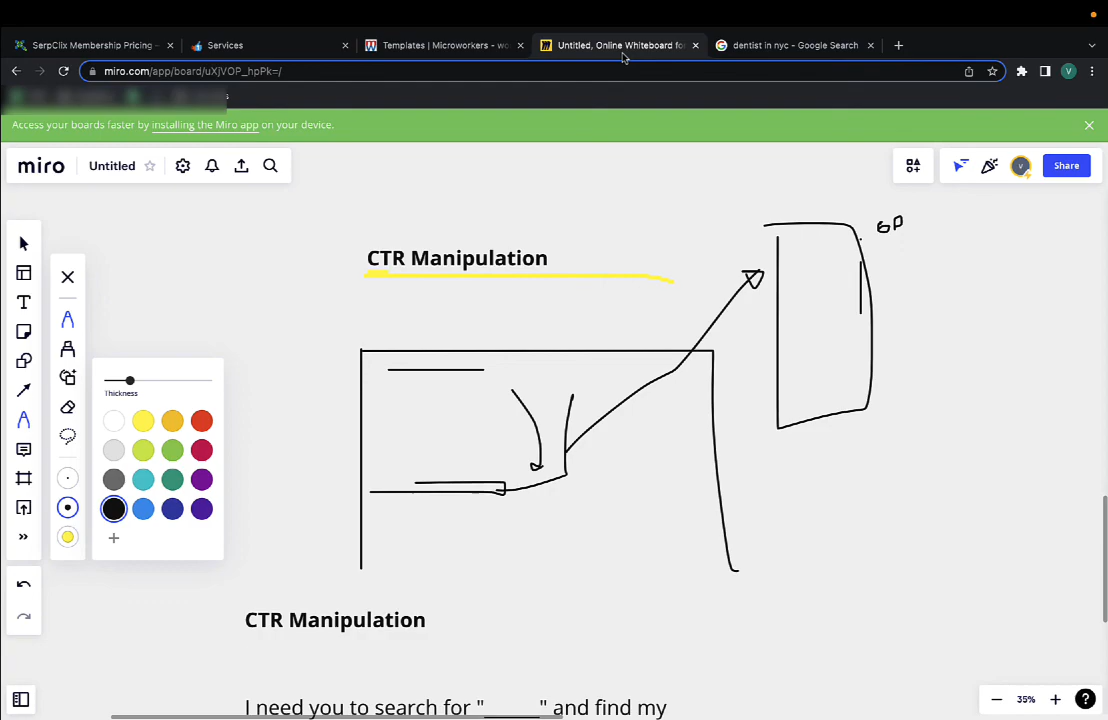 SerpClix Membership Pricing –
Services
Templates | Microworkers - wo
Untitled, Online Whiteboard for
dentist in nyc - Google Search
miro.com/app/board/uXjVOP_hpPk=/
V
Access your boards faster by installing the Miro app on your device.
miro
Untitled
V
Share
CTR Manipulation
Thickness
CTR Manipulation
I need you to search for "_____" and find my
35%